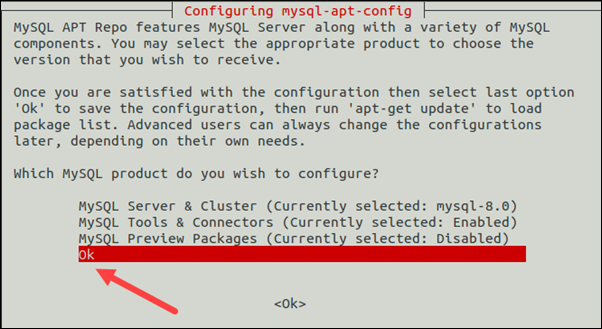 Configuring mysql-apt-config
MySQL APT Repo features MySQL Server along with a variety of MySQL
components. You may select the appropriate product to choose the
version that you wish to receive.
Once you are satisfied with the configuration then select last option
'Ok' to save the configuration, then run 'apt-get update' to load
package list. Advanced users can always change the configurations
later, depending on their own needs.
Which MySQL product do you wish to configure?
MySQL Server & Cluster (Currently selected: mysql-8.0)
MySQL Tools & Connectors (Currently selected: Enabled)
MySQL Preview Packages (Currently selected: Disabled)
Ok
<Ok>